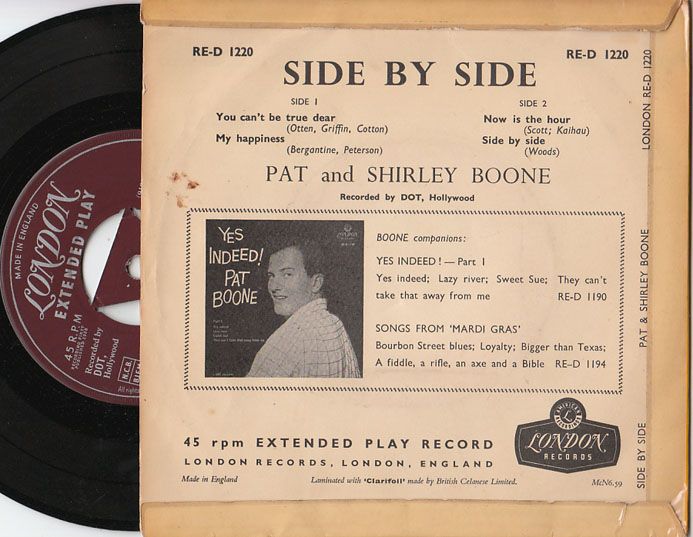 RE-D 1220
RE-D 1220
SIDE BY SIDE
SIDE 1
You can't be true dear
(Otten, Griffin, Cotton)
My happiness
(Bergantine, Peterson)
SIDE 2
Now is the hour
(Scott; Kaihau)
Side by side
(Woods)
PAT and SHIRLEY BOONE
Recorded by DOT, Hollywood
YES
INDEED!
PAT
BOONE
BOONE companions:
YES INDEED! — Part 1
Yes indeed; Lazy river; Sweet Sue; They can't
take that away from me RE-D 1190
SONGS FROM 'MARDI GRAS'
Bourbon Street blues; Loyalty; Bigger than Texas;
A fiddle, a rifle, an axe and a Bible RE-D 1194
45 rpm EXTENDED PLAY RECORD
LONDON RECORDS, LONDON, ENGLAND
Made in England
Laminated with 'Clarifoil' made by British Celanese Limited.
AMERICAN
RECORDINGS
L
LONDON
RECORDS
McN6.59
LONDON RE-D 1220
PAT & SHIRLEY BOONE
SIDE BY SIDE
MADE IN ENGLAND
LONDON
EXTENDED PLAY
45 R.P.M
Recorded by
DOT,
Hollywood
N.C.B.